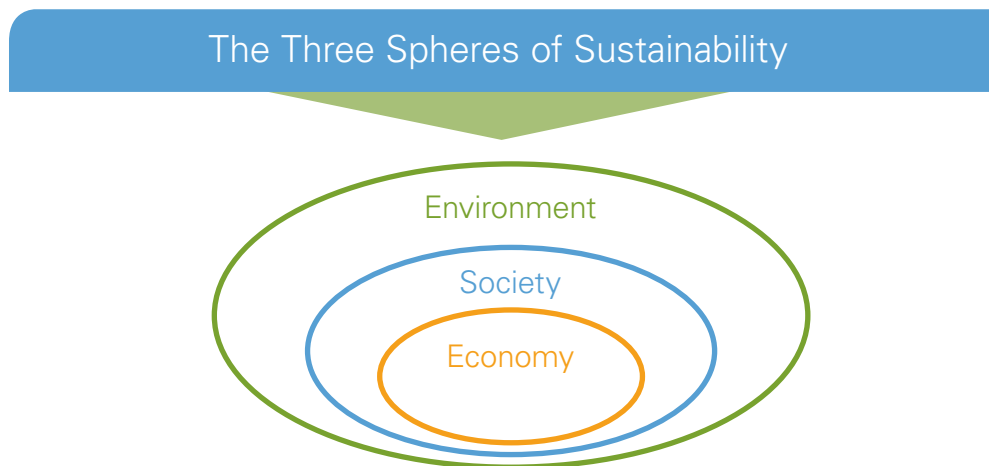 The Three Spheres of Sustainability
Environment
Society
Economy